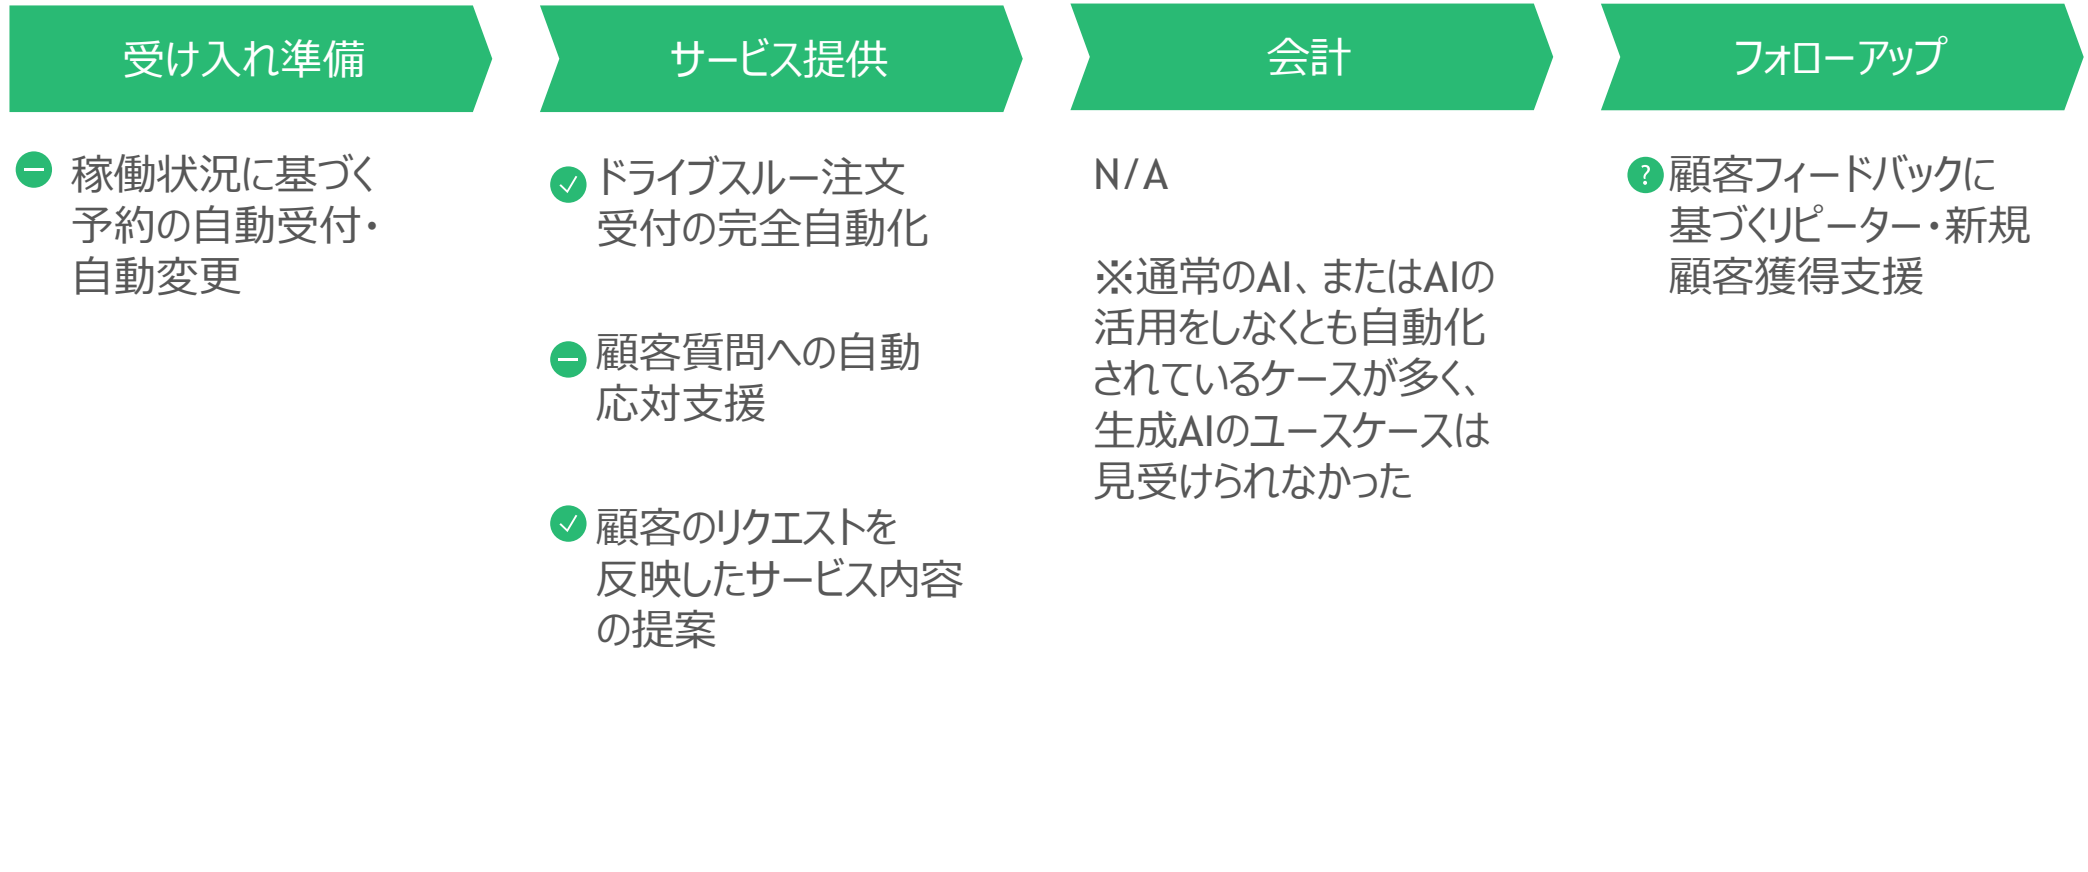 受け入れ準備
サービス提供
会計
フォローアップ
稼働状況に基づく
予約の自動受付・
自動変更
ドライブスルー注文
受付の完全自動化
顧客質問への自動
応対支援
顧客のリクエストを
反映したサービス内容
の提案
N/A
※通常のAI、またはAIの
活用をしなくとも自動化
されているケースが多く、
生成AIのユースケースは
見受けられなかった
?
顧客フィードバックに
基づくリピーター・新規
顧客獲得支援